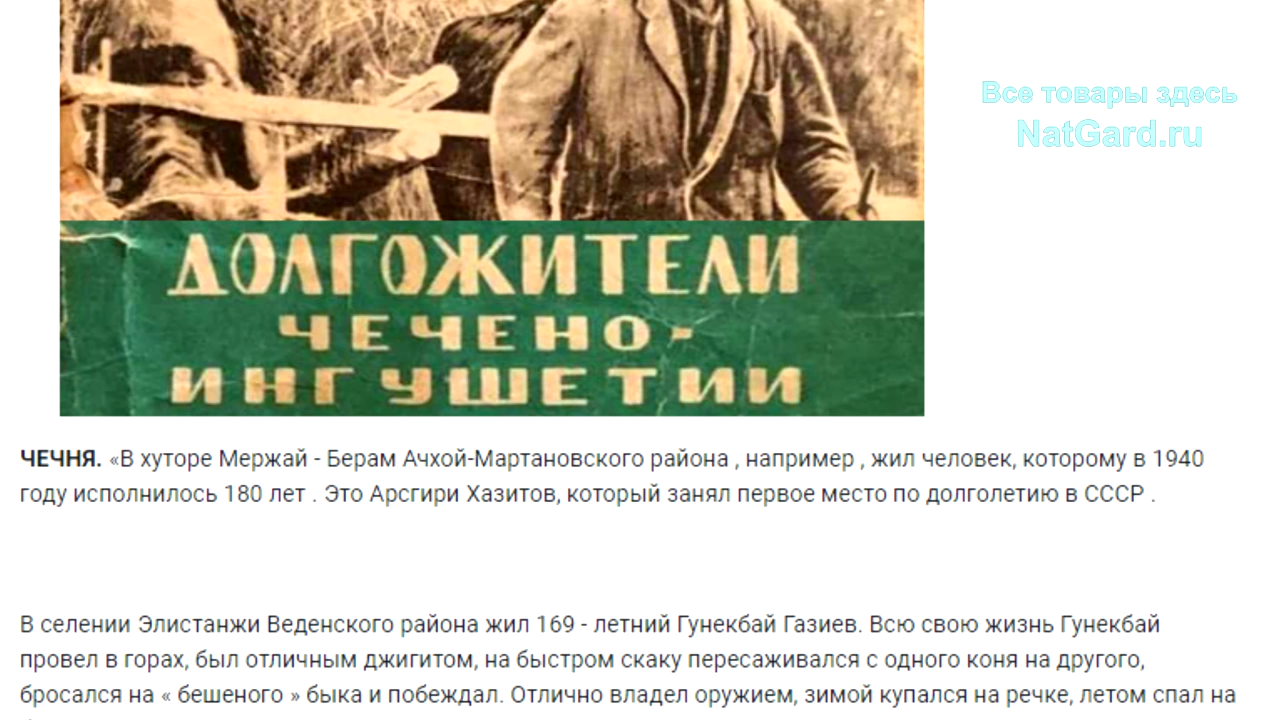 Все товары здесь
NatGard.ru
ДОЛГОЖИТЕЛИ
ЧЕЧЕНО-
ИНГУШЕТИИ
ЧЕЧНЯ. «В хуторе Мержай - Берам Ачхой-Мартановского района , например , жил человек, которому в 1940
году исполнилось 180 лет . Это Арсгири Хазитов, который занял первое место по долголетию в СССР .
В селении Элистанжи Веденского района жил 169 - летний Гунекбай Газиев. Всю свою жизнь Гунекбай
провел в горах, был отличным джигитом, на быстром скаку пересаживался с одного коня на другого,
бросался на « бешеного » быка и побеждал. Отлично владел оружием, зимой купался на речке, летом спал на